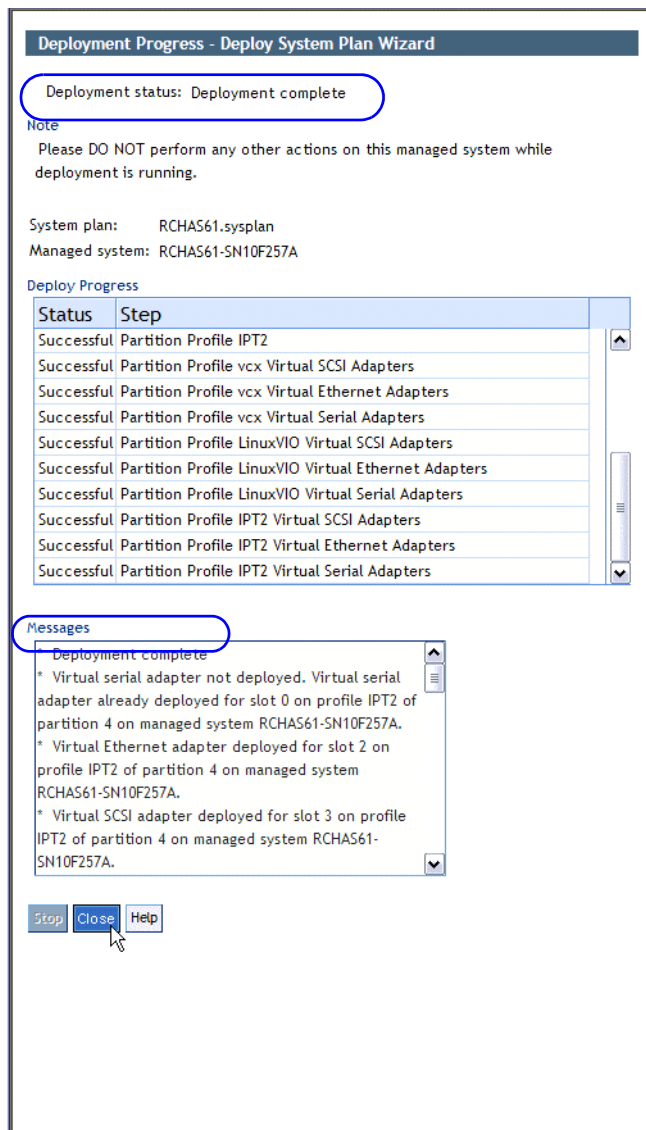 Deployment Progress - Deploy System Plan Wizard
Deployment status: Deployment complete
Note
Please DO NOT perform any other actions on this managed system while
deployment is running.
System plan: RCHAS61.sysplan
Managed system: RCHAS61-SN10F257A
Deploy Progress
Status Step
Successful Partition Profile IPT2
Successful Partition Profile vcx Virtual SCSI Adapters
Successful Partition Profile vcx Virtual Ethernet Adapters
Successful Partition Profile vcx Virtual Serial Adapters
Successful Partition Profile LinuxVIO Virtual SCSI Adapters
Successful Partition Profile LinuxVIO Virtual Ethernet Adapters
Successful Partition Profile LinuxVIO Virtual Serial Adapters
Successful Partition Profile IPT2 Virtual SCSI Adapters
Successful Partition Profile IPT2 Virtual Ethernet Adapters
Successful Partition Profile IPT2 Virtual Serial Adapters
Messages
* Deployment complete
* Virtual serial adapter not deployed. Virtual serial
adapter already deployed for slot 0 on profile IPT2 of
partition 4 on managed system RCHAS61-SN10F257A.
* Virtual Ethernet adapter deployed for slot 2 on
profile IPT2 of partition 4 on managed system
RCHAS61-SN10F257A.
* Virtual SCSI adapter deployed for slot 3 on profile
IPT2 of partition 4 on managed system RCHAS61-
SN10F257A.
Stop Close Help